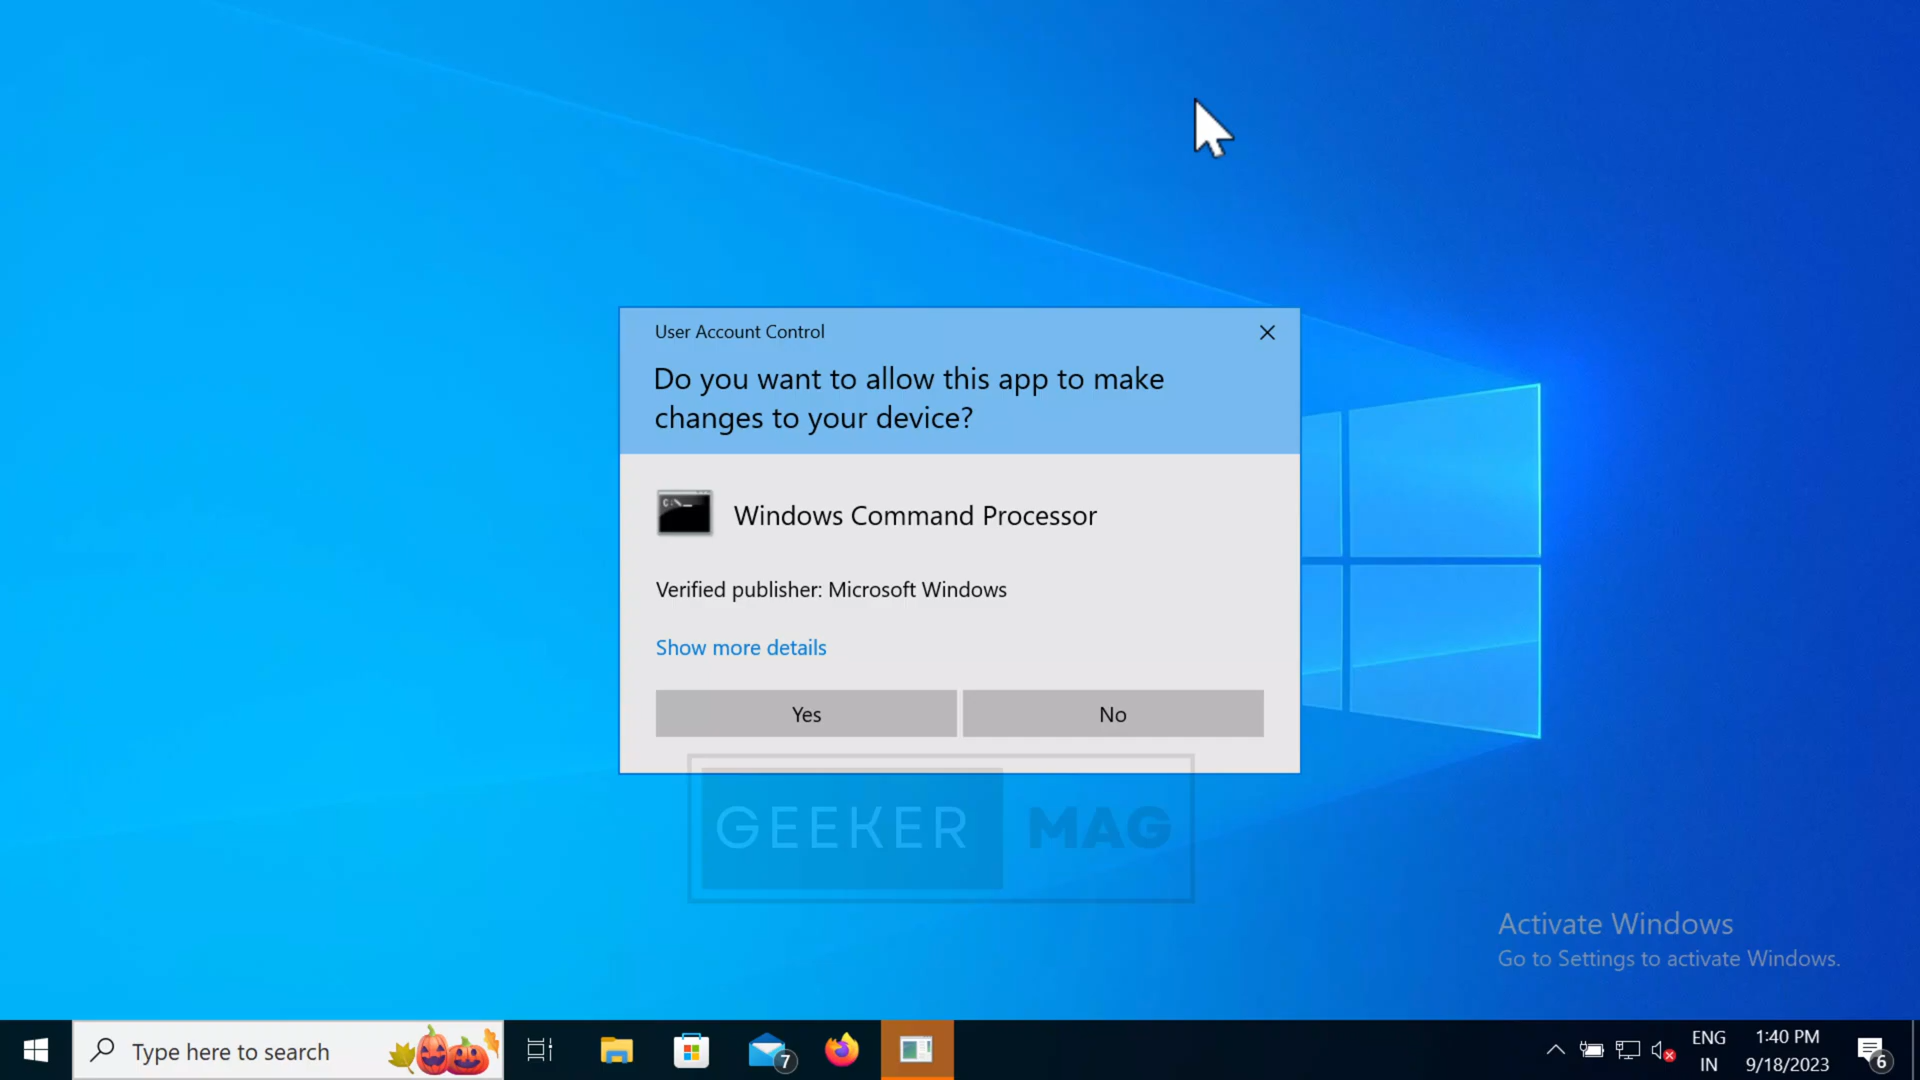 User Account Control
Do you want to allow this app to make
changes to your device?
C:\._
Windows Command Processor
Verified publisher: Microsoft Windows
Show more details
Yes
No
GEEKER MAG
Activate Windows
Go to Settings to activate Windows.
Type here to search
7
ENG
IN
1:40 PM
9/18/2023
6